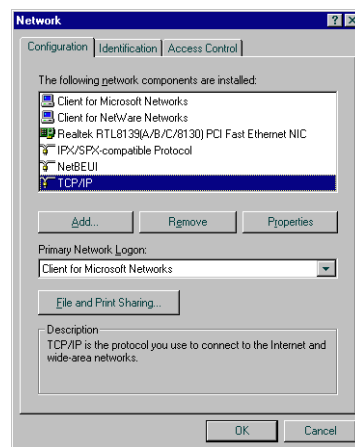 Network
Configuration Identification Access Control
The following network components are installed:
Client for Microsoft Networks
Client for NetWare Networks
Realtek RTL8139(A/B/C/8130) PCI Fast Ethernet NIC
IPX/SPX-compatible Protocol
NetBEUI
TCP/IP
Add... Remove Properties
Primary Network Logon:
Client for Microsoft Networks
File and Print Sharing...
Description
TCP/IP is the protocol you use to connect to the Internet and
wide-area networks.
OK Cancel